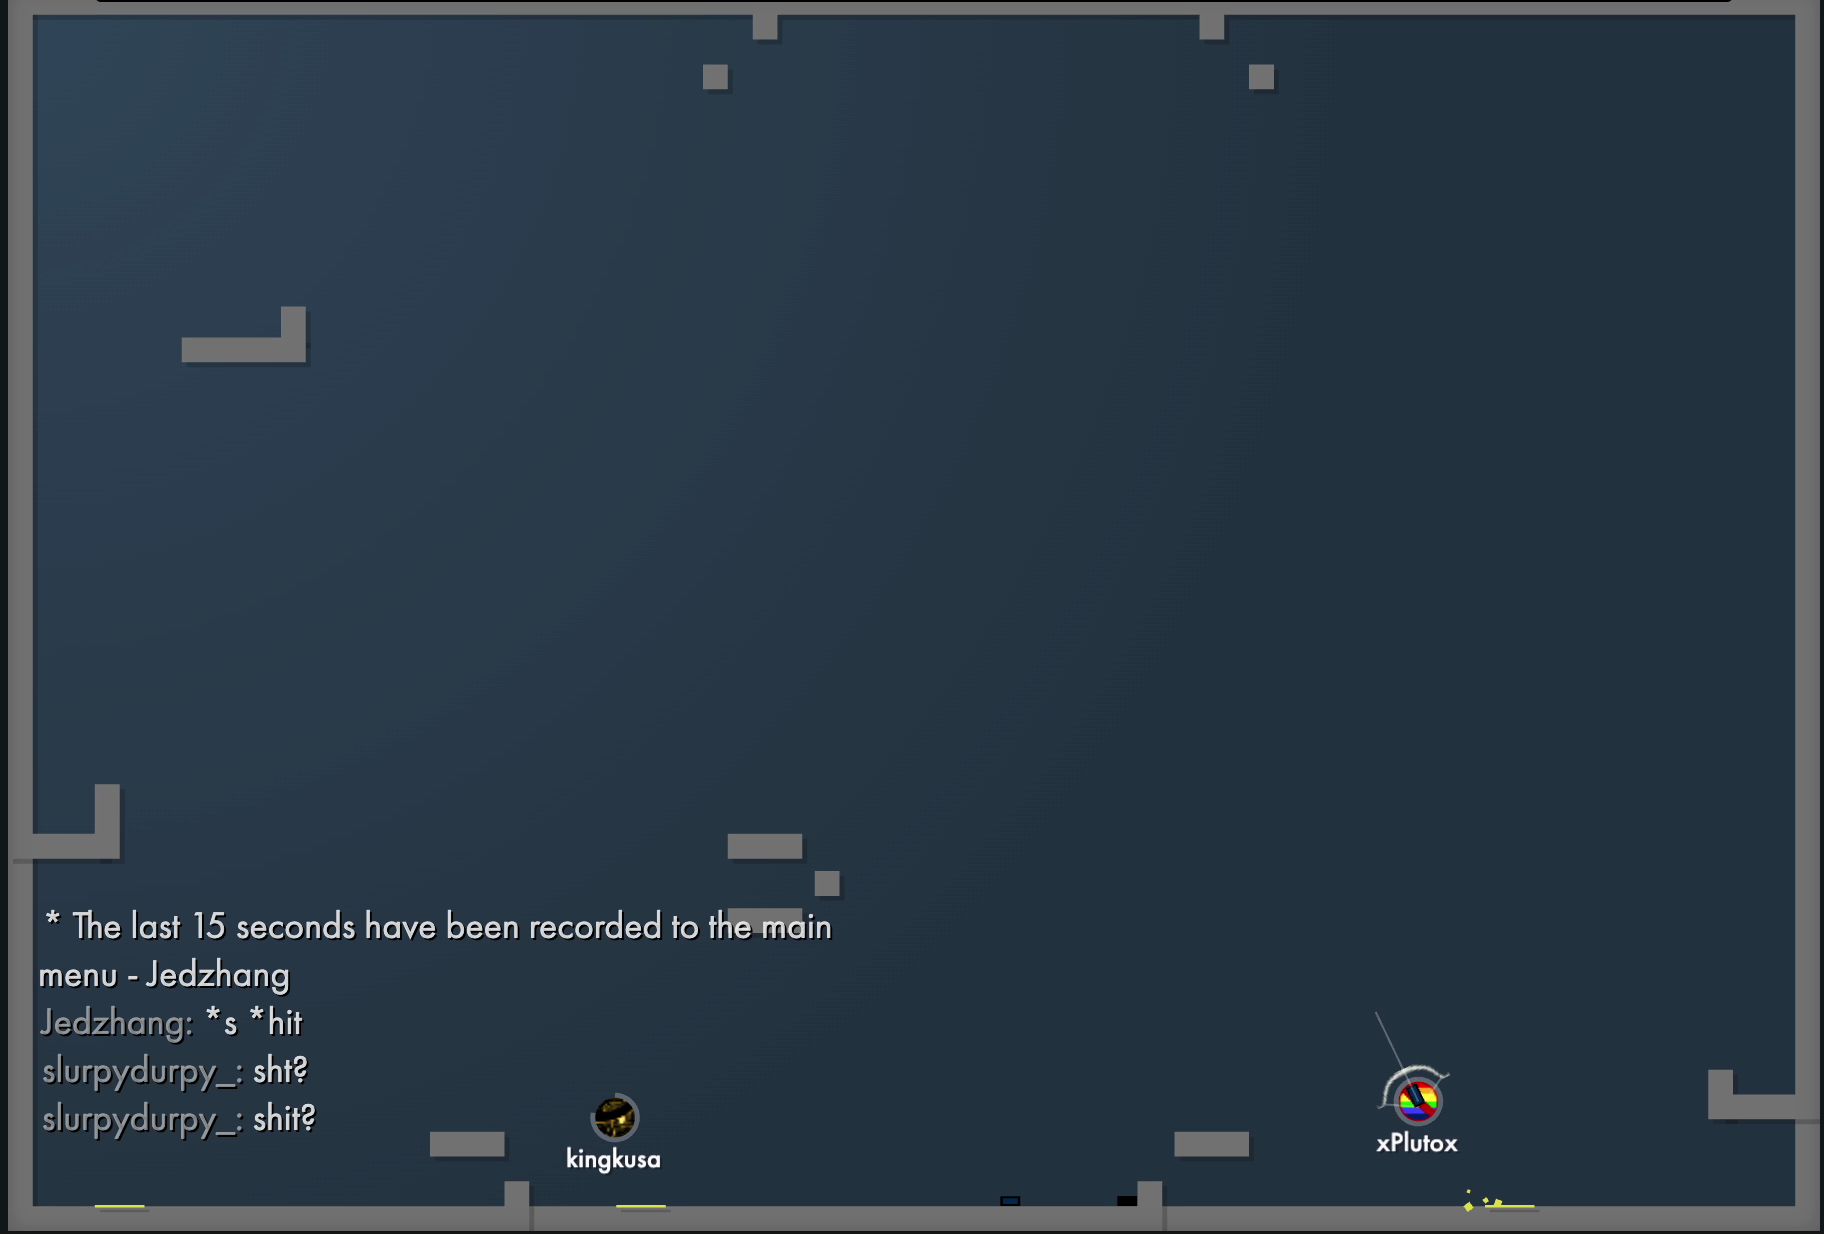 * The last 15 seconds have been recorded to the main
menu - Jedzhang
Jedzhang: *s *hit
slurpydurpy_: sht?
slurpydurpy_: shit?
kingkusa
xPlutox